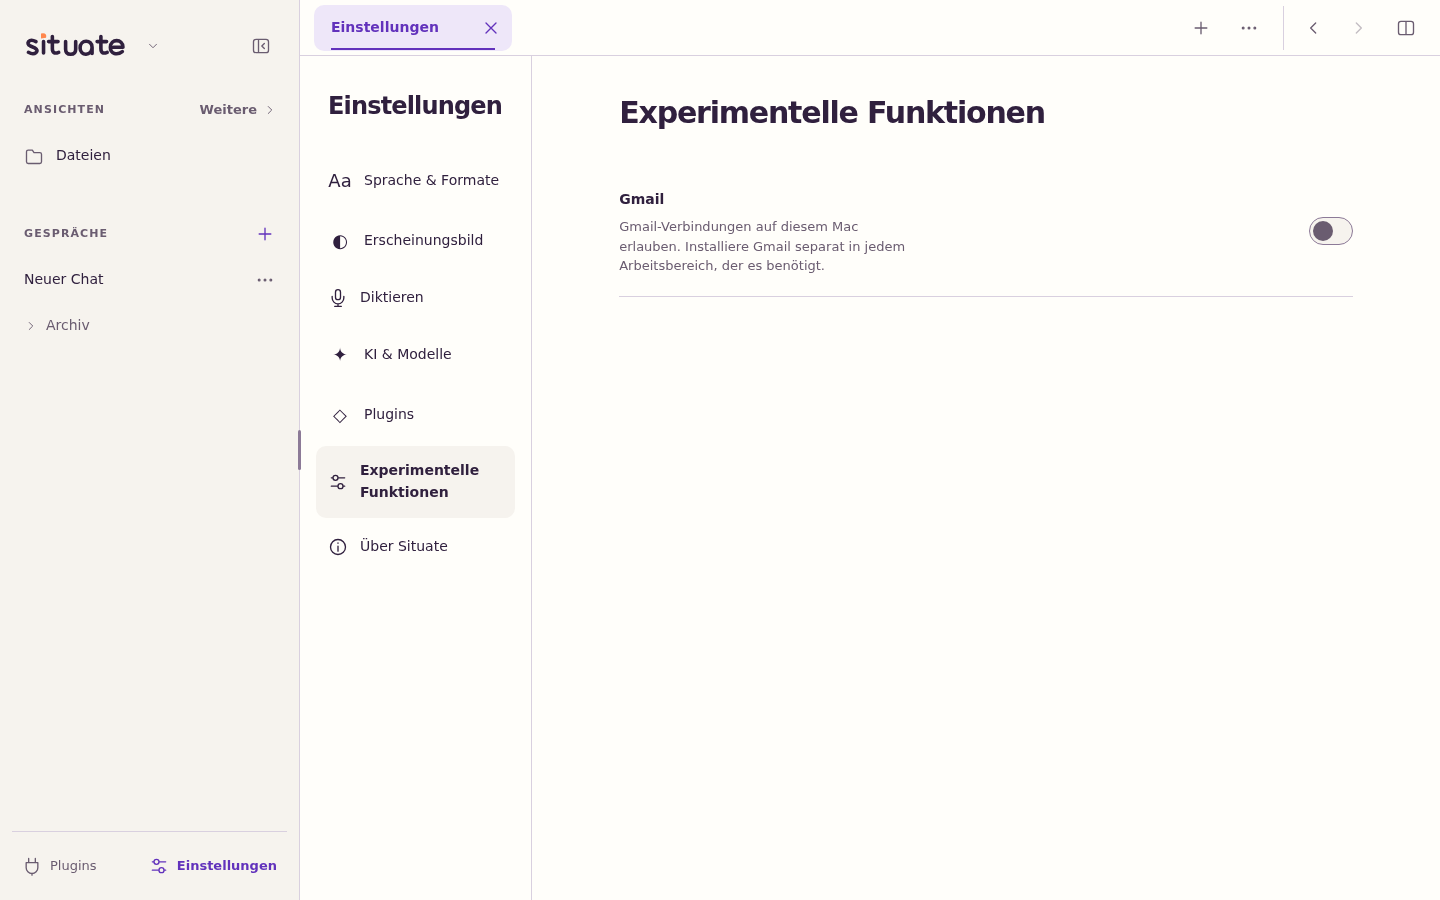 situate
Einstellungen
ANSICHTEN
Weitere
Dateien
GESPRÄCHE
Neuer Chat
Archiv
Plugins
Einstellungen
Einstellungen
Aa Sprache & Formate
Erscheinungsbild
Diktieren
KI & Modelle
Plugins
Experimentelle
Funktionen
Über Situate
Experimentelle Funktionen
Gmail
Gmail-Verbindungen auf diesem Mac
erlauben. Installiere Gmail separat in jedem
Arbeitsbereich, der es benötigt.